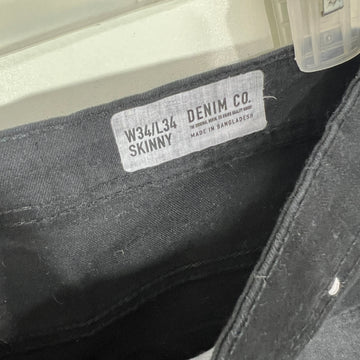 W34/L34
SKINNY
DENIM CO.
MADE IN BANGLADESH